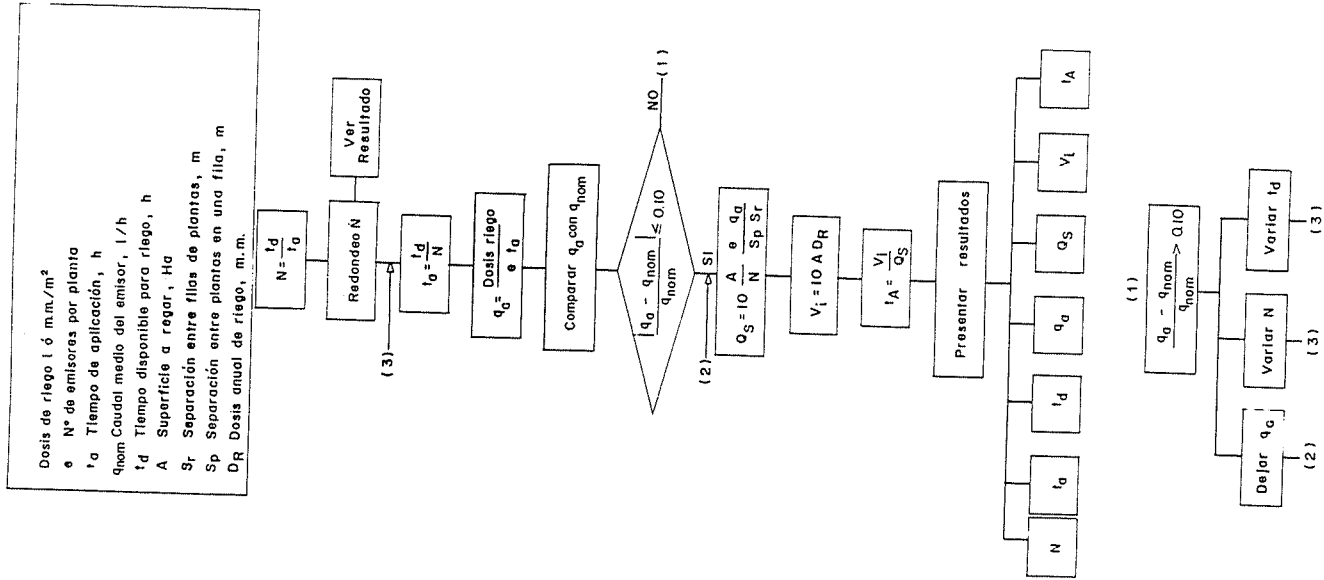 Dosis de riego l ó m.m/m²
e Nº de emisores por planta
ta Tiempo de aplicación, h
qnom Caudal medio del emisor, l/h
td Tiempo disponible para riego, h
A Superficie a regar, Ha
Sr Separación entre filas de plantas, m
Sp Separación entre plantas en una fila, m
DR Dosis anual de riego, m.m.
N = td / ta
Redondeo N
Ver Resultado
(3)
ta = td / N
qa = Dosis riego / e ta
Comparar qa con qnom
|qa - qnom| / qnom ≤ 0.10
NO (1)
SI
(2)
QS = 10 A / N e qa / Sp Sr
Vi = 10 A DR
tA = Vi / QS
Presentar resultados
N
ta
td
qa
QS
Vi
tA
(1)
qa - qnom / qnom > 0.10
Dejar qa
Variar N
Variar td
(2)
(3)
(3)